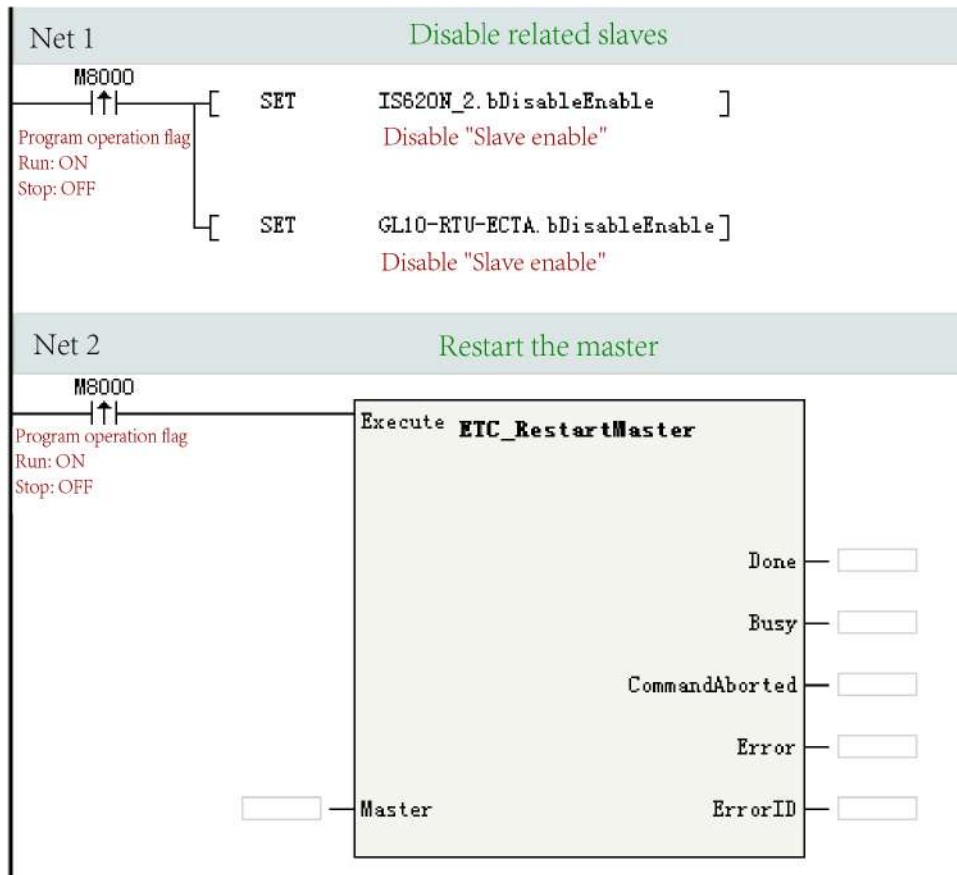 Net 1
Disable related slaves
M8000
SET IS620N_2.bDisableEnable
Program operation flag
Run: ON
Stop: OFF
Disable "Slave enable"
SET GL10-RTU-ECTA.bDisableEnable
Disable "Slave enable"
Net 2
Restart the master
M8000
Program operation flag
Run: ON
Stop: OFF
Execute
ETC_RestartMaster
Done
Busy
CommandAborted
Error
Master
ErrorID